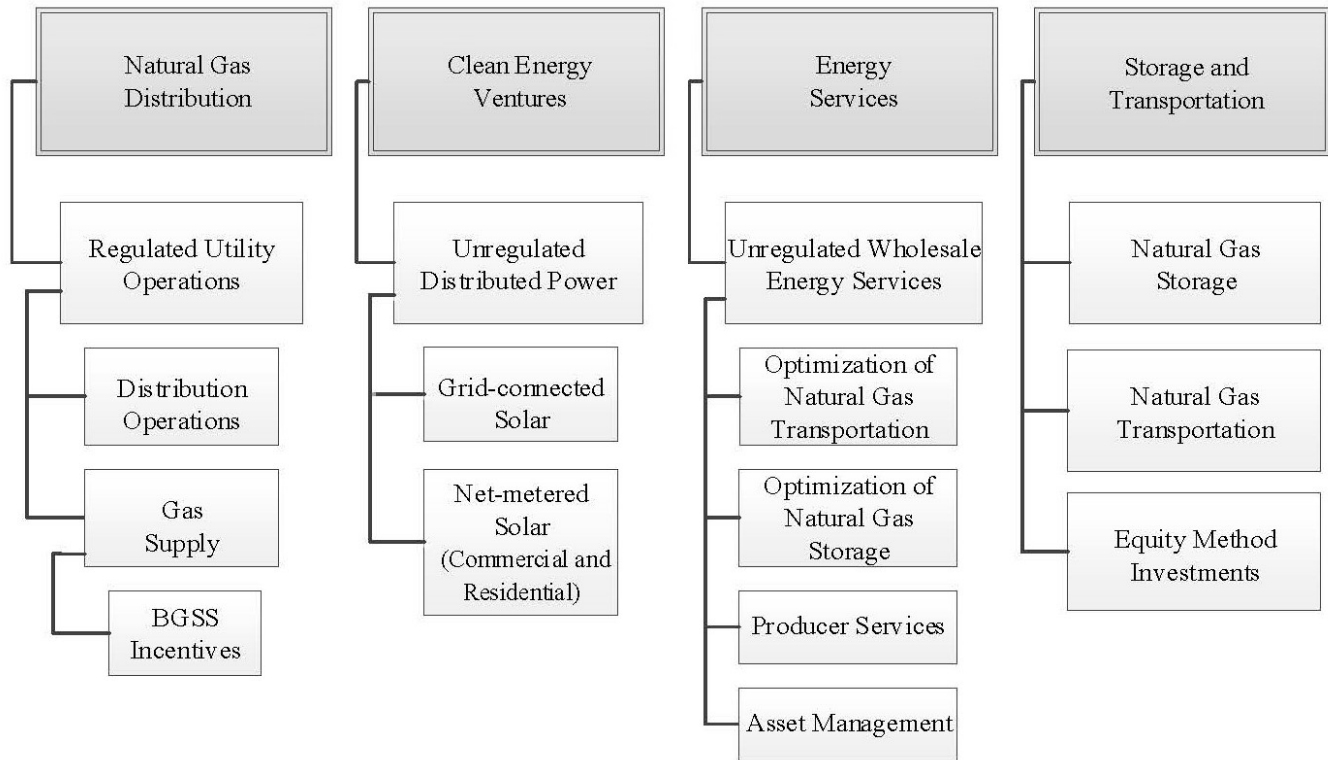 Natural Gas
Distribution
Regulated Utility
Operations
Distribution
Operations
Gas
Supply
BGSS
Incentives
Clean Energy
Ventures
Unregulated
Distributed Power
Grid-connected
Solar
Net-metered
Solar
(Commercial and
Residential)
Energy
Services
Unregulated Wholesale
Energy Services
Optimization of
Natural Gas
Transportation
Optimization of
Natural Gas
Storage
Producer Services
Asset Management
Storage and
Transportation
Natural Gas
Storage
Natural Gas
Transportation
Equity Method
Investments